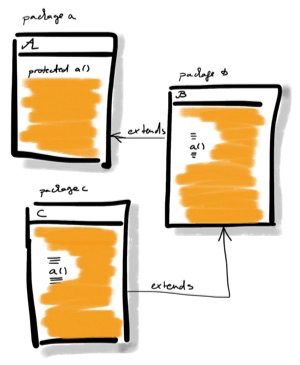 package a
A
protected a()
package b
B
extends
a()
package c
C
a()
extends